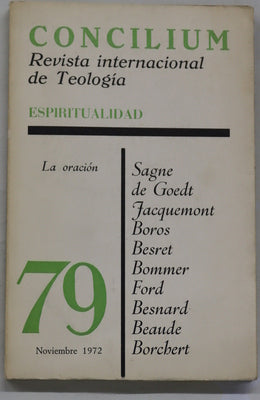 CONCILIUM
Revista internacional
de Teología
ESPIRITUALIDAD
La oración
79
Noviembre 1972
Sagne
de Goedt
Jacquemont
Boros
Besret
Bommer
Ford
Besnard
Beaude
Borchert